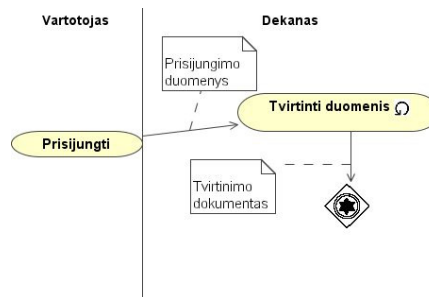 Vartotojas
Dekanas
Prisijungimo
duomenys
Tvirtinti duomenis
Prisijungti
Tvirtinimo
dokumentas